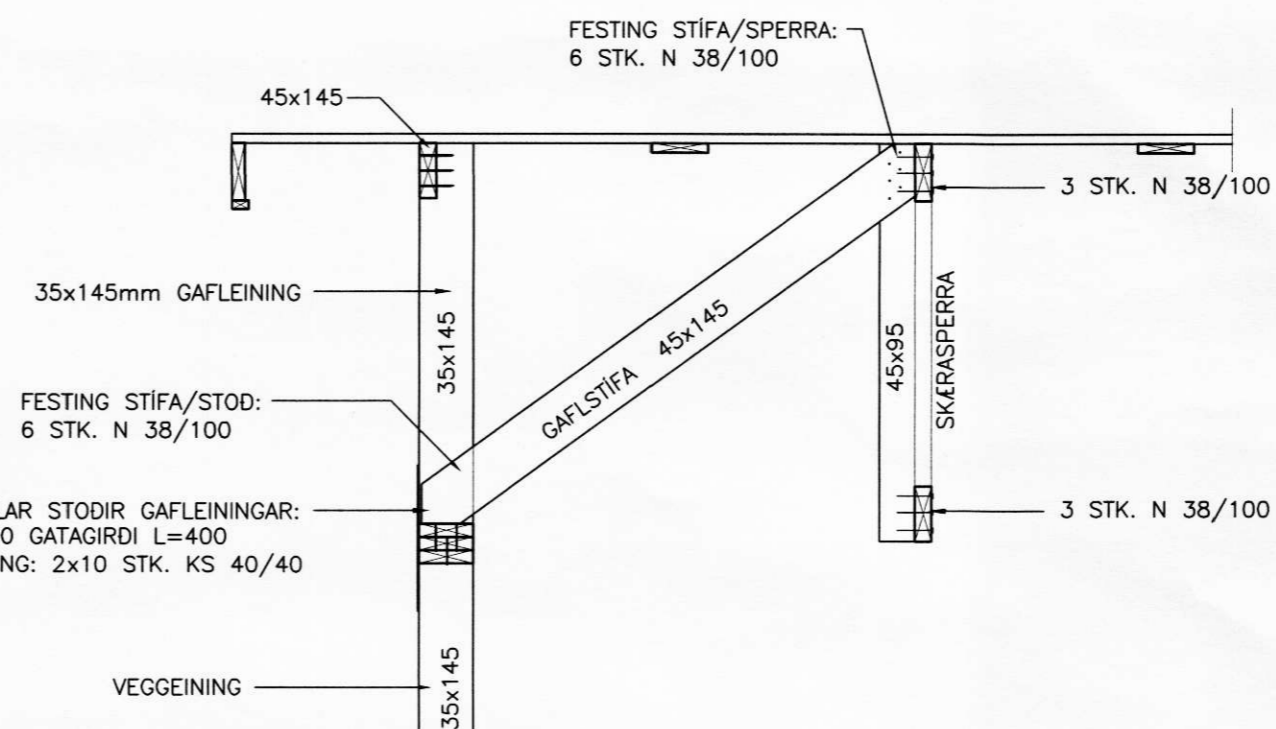 FESTING STÍFA/SPERRA:
6 STK. N 38/100
45x145
3 STK. N 38/100
35x145mm GAFLEINING
35x145
GAFLSTÍFA 45x145
45x95
SKÆRASPERRA
FESTING STÍFA/STOÐ:
6 STK. N 38/100
STOÐIR GAFLEININGAR:
GATAGIRÐI L=400
2x10 STK. KS 40/40
3 STK. N 38/100
VEGGEINING
35x145